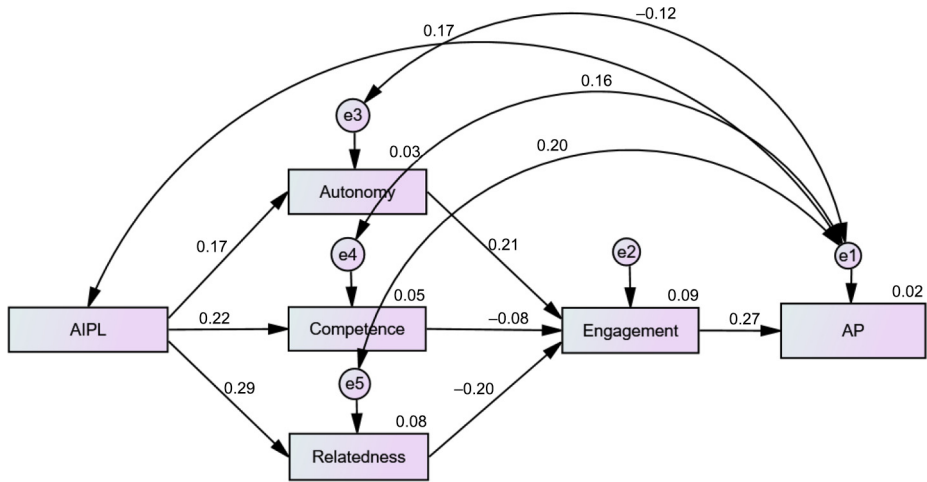 –0.12
0.17
0.16
e3
0.20
0.03
Autonomy
0.17
0.21
e4
e2
e1
0.05
0.09
0.02
AIPL
0.22
Competence
–0.08
Engagement
0.27
AP
e5
0.29
–0.20
0.08
Relatedness